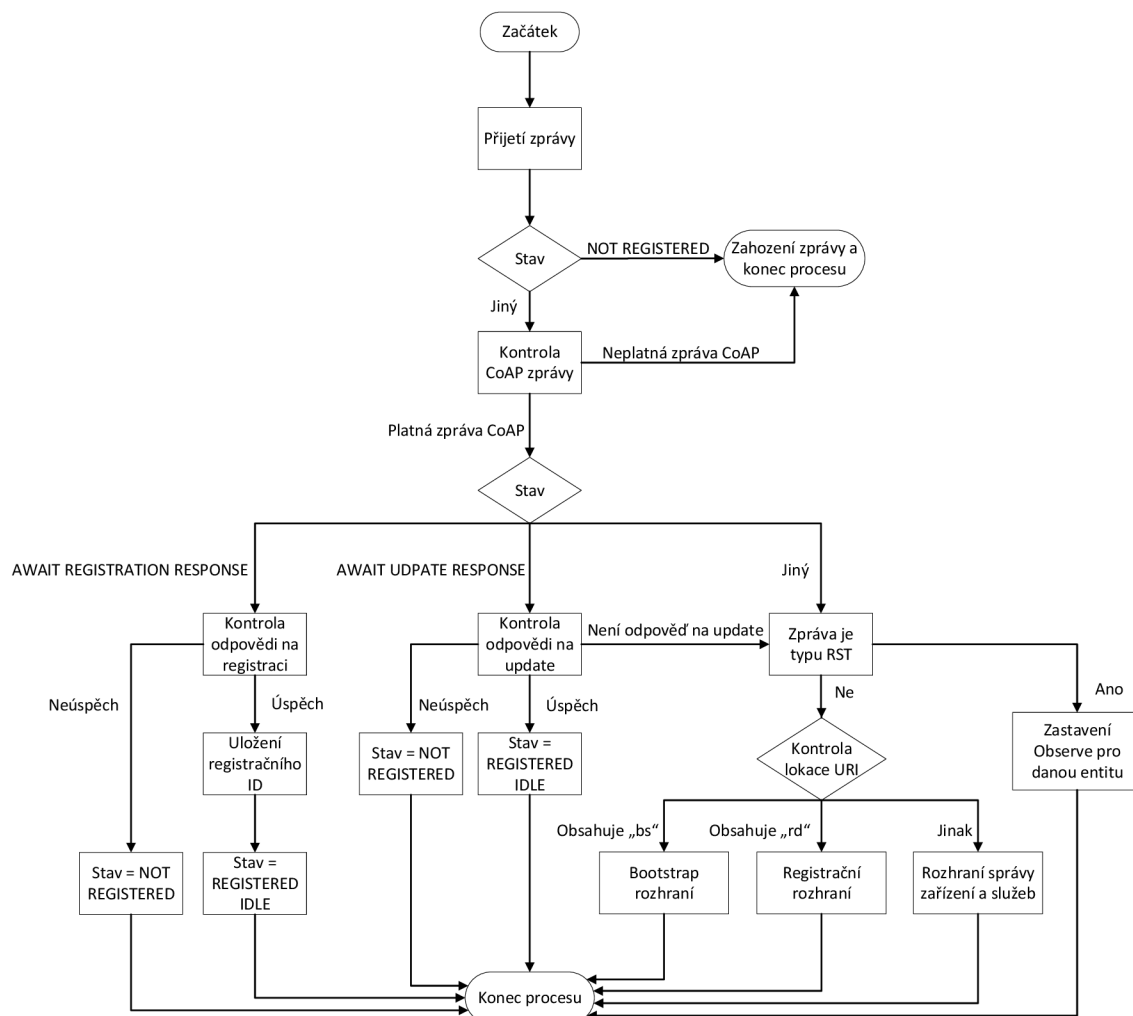 Začátek
Přijetí zprávy
Stav
NOT REGISTERED
Zahození zprávy a
konec procesu
Jiný
Kontrola
CoAP zprávy
Neplatná zpráva CoAP
Platná zpráva CoAP
Stav
AWAIT REGISTRATION RESPONSE
AWAIT UDPATE RESPONSE
Jiný
Kontrola
odpovědi na
registraci
Kontrola
odpovědi na
update
Není odpověď na update
Zpráva je
typu RST
Neúspěch
Úspěch
Neúspěch
Úspěch
Ne
Ano
Uložení
registračního
ID
Stav = NOT
REGISTERED
Stav =
REGISTERED
IDLE
Kontrola
lokace URI
Zastavení
Observe pro
danou entitu
Obsahuje „bs“
Obsahuje „rd“
Jinak
Stav = NOT
REGISTERED
Stav =
REGISTERED
IDLE
Bootstrap
rozhraní
Registrační
rozhraní
Rozhraní správy
zařízení a služeb
Konec procesu